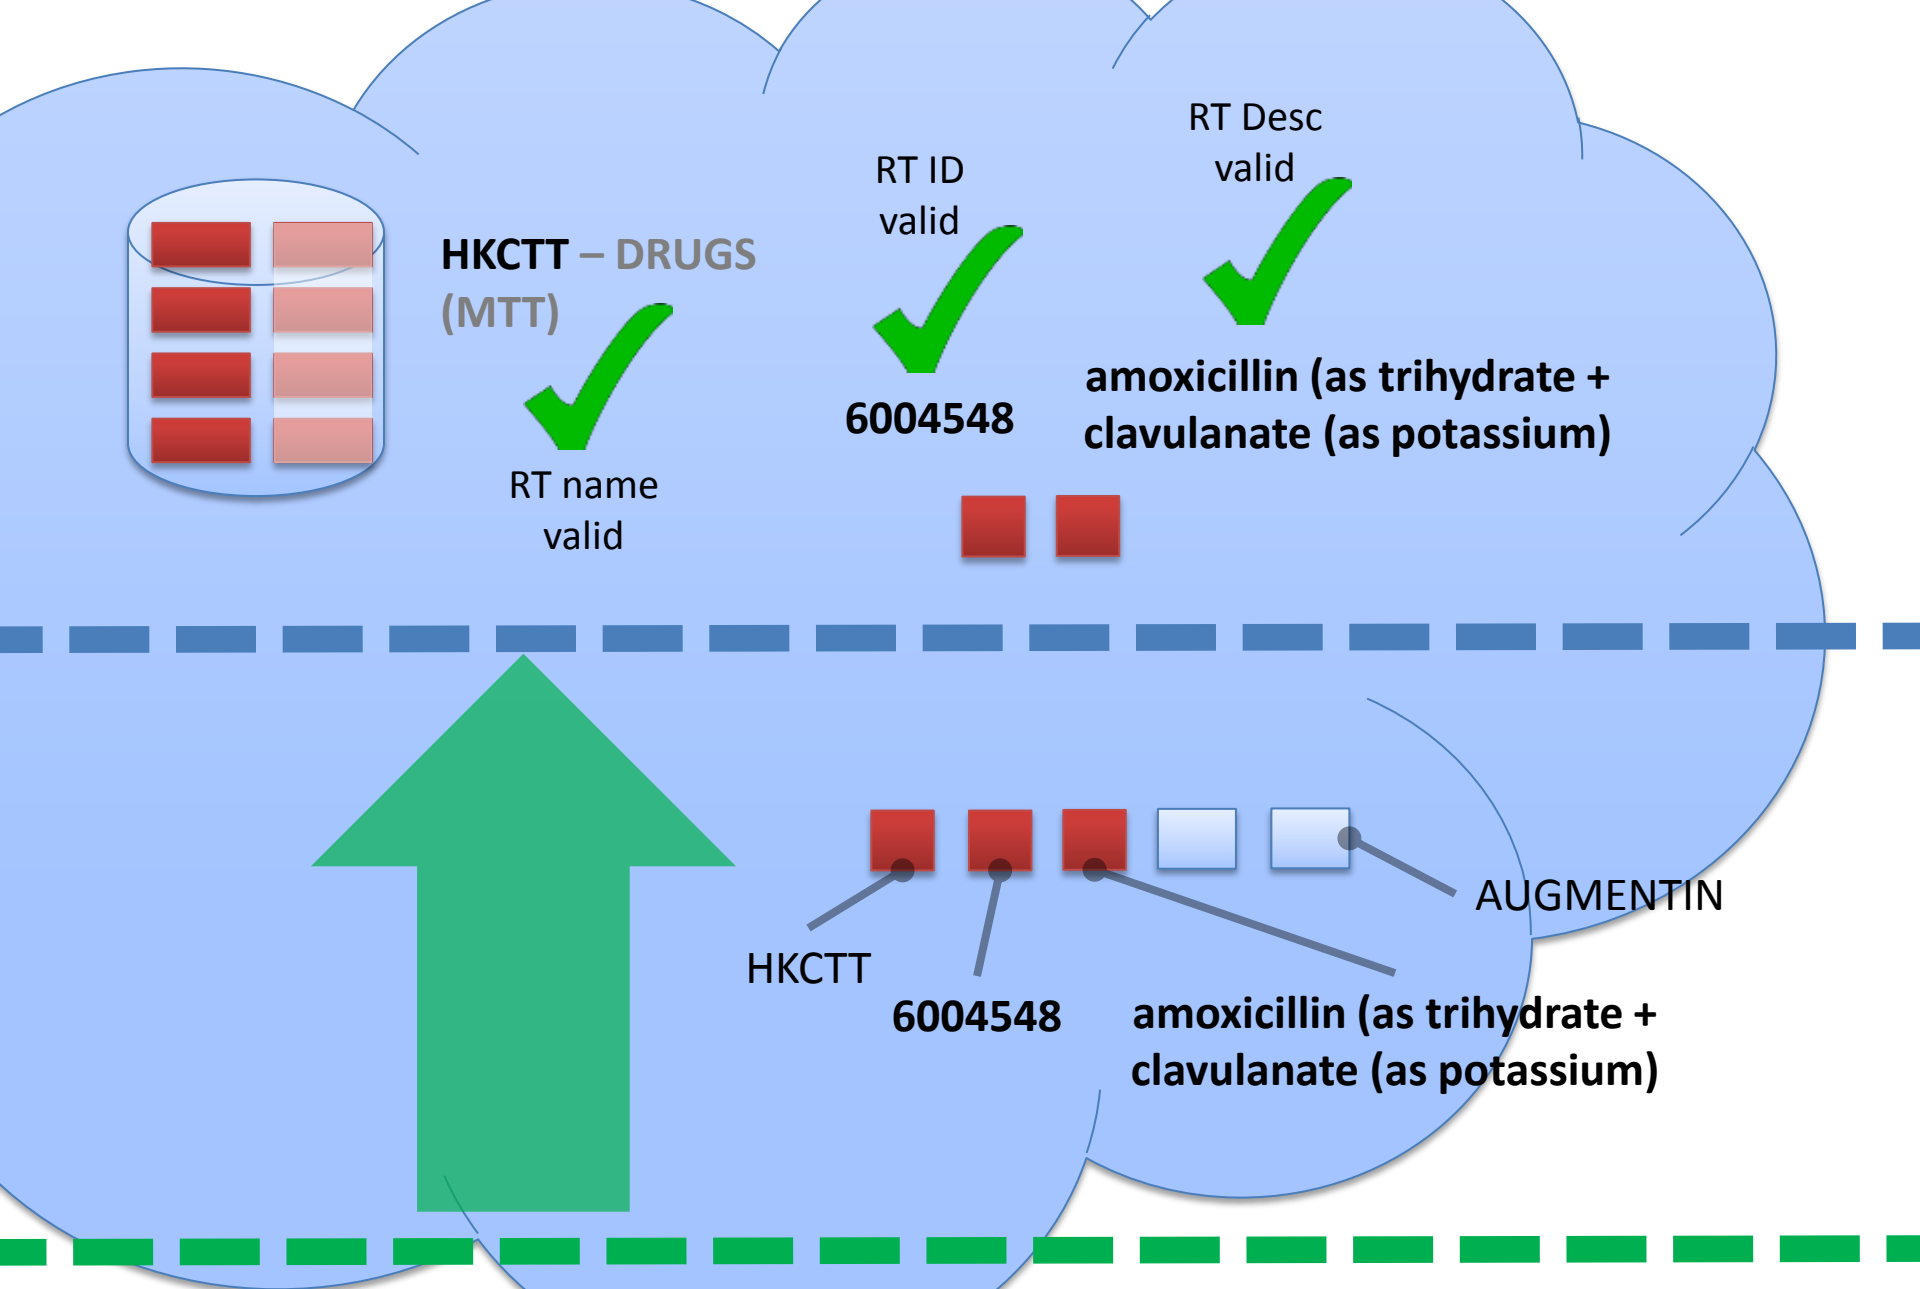 RT Desc
valid
RT ID
valid
HKCTT – DRUGS
(MTT)
amoxicillin (as trihydrate +
clavulanate (as potassium)
6004548
RT name
valid
AUGMENTIN
HKCTT
6004548
amoxicillin (as trihydrate +
clavulanate (as potassium)